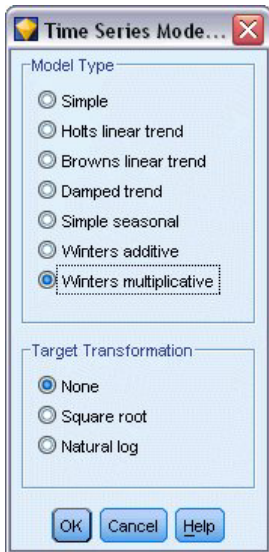 Time Series Mode...
Model Type
Simple
Holts linear trend
Browns linear trend
Damped trend
Simple seasonal
Winters additive
Winters multiplicative
Target Transformation
None
Square root
Natural log
OK Cancel Help